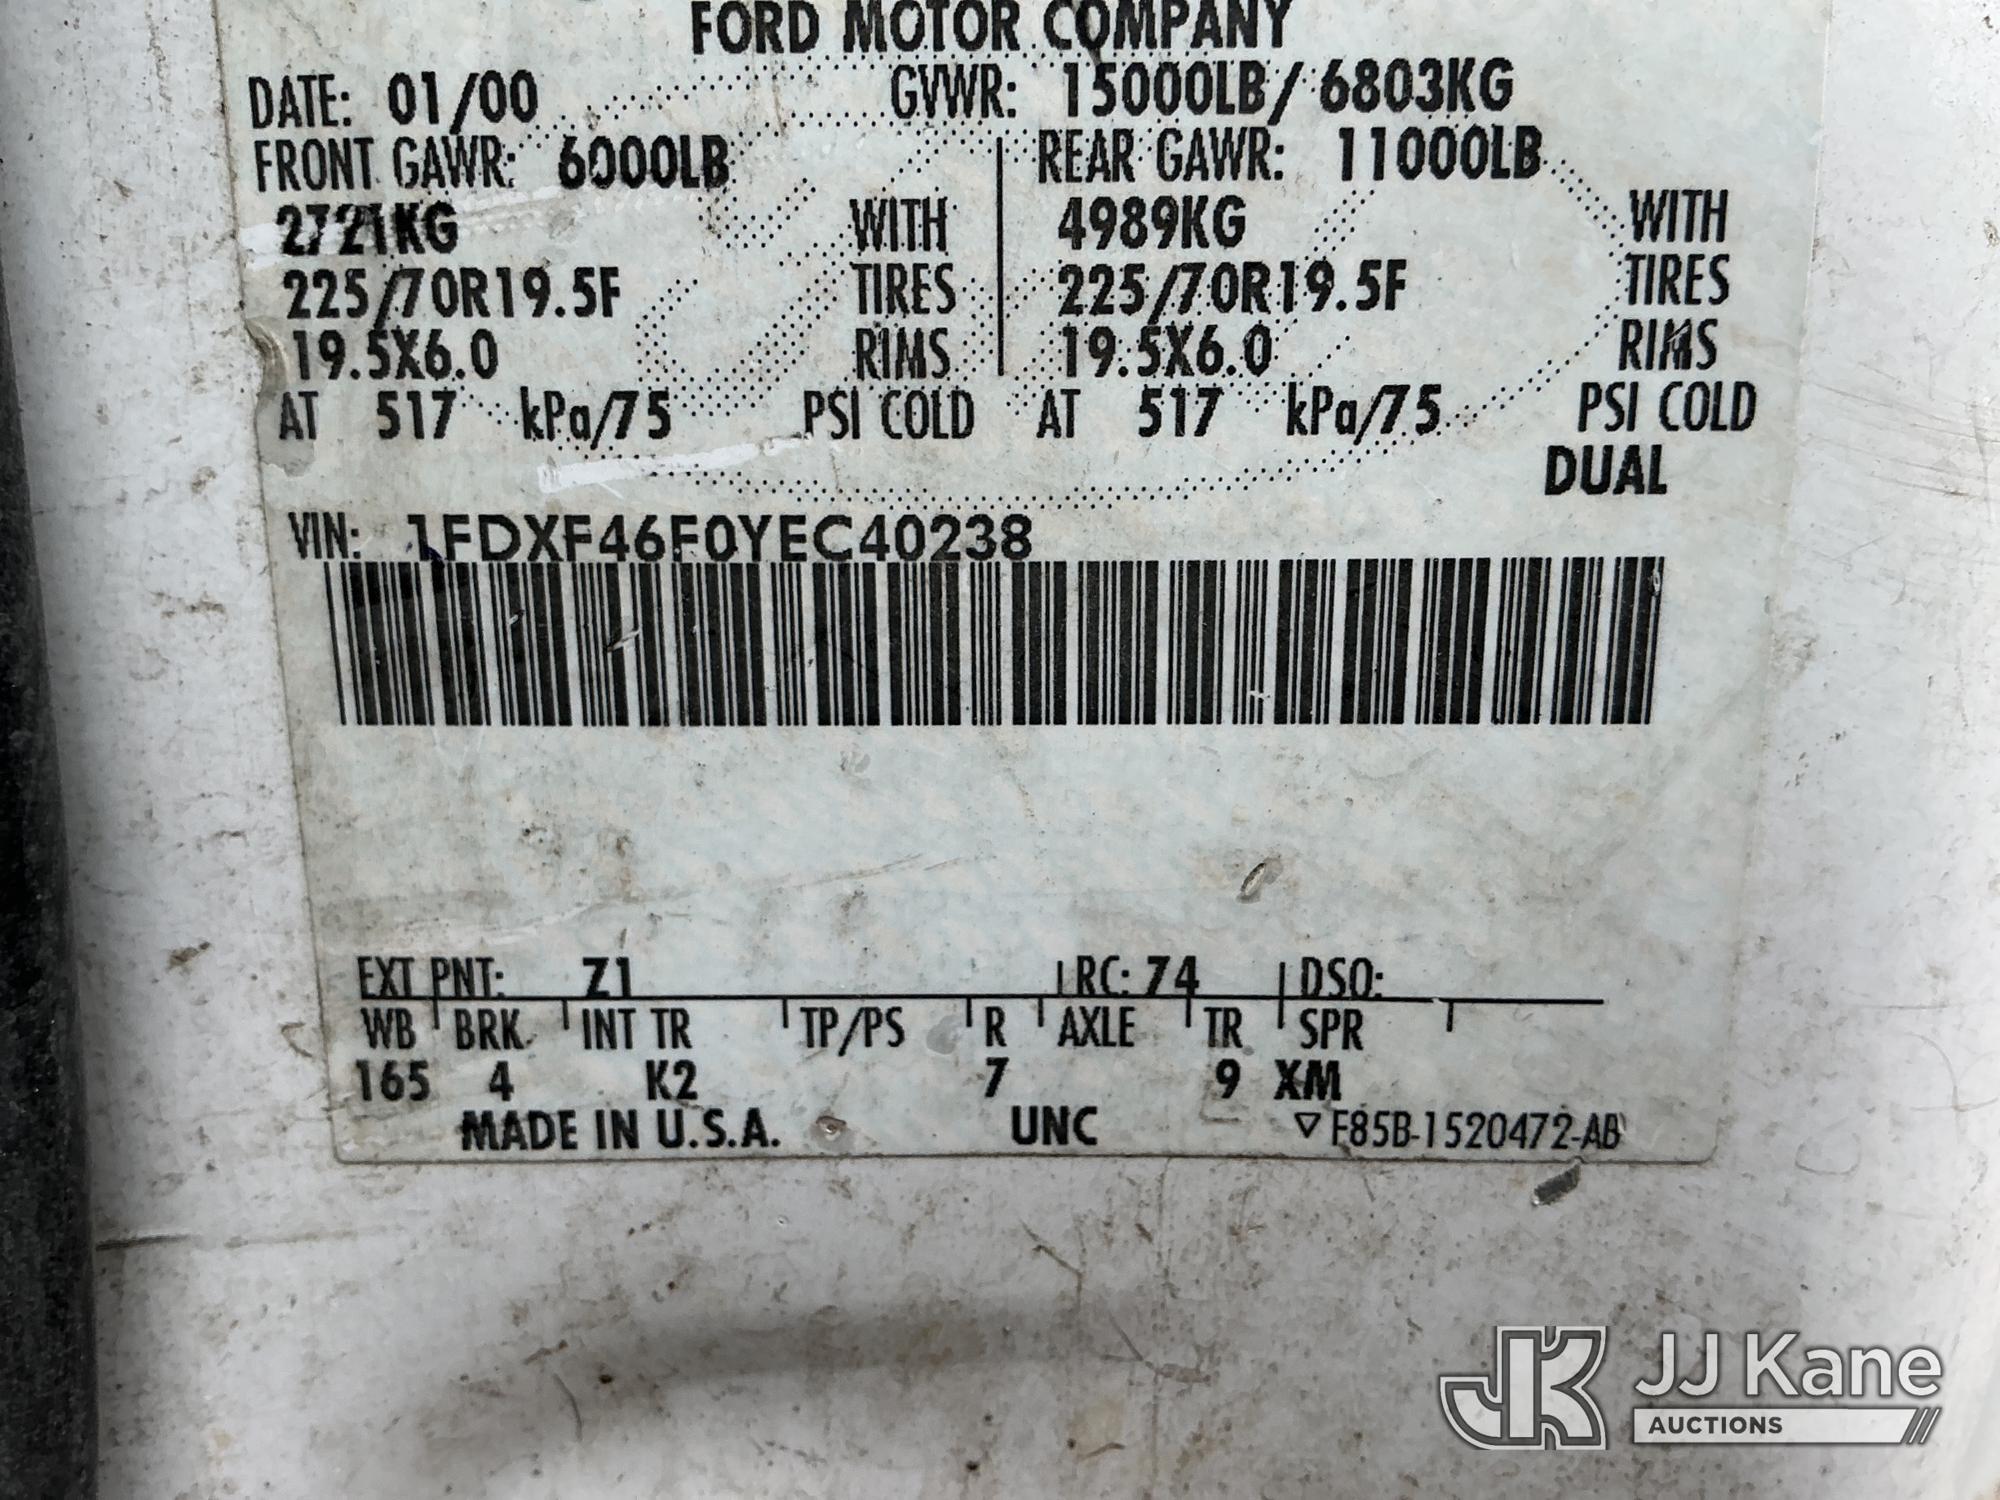 FORD MOTOR COMPANY
DATE: 01/00 GVWR: 15000LB/ 6803KG
FRONT GAWR: 6000LB REAR GAWR: 11000LB
2721KG WITH 4989KG WITH
225/70R19.5F TIRES 225/70R19.5F TIRES
19.5X6.0 RIMS 19.5X6.0 RIMS
AT 517 kPa/75 PSI COLD AT 517 kPa/75 PSI COLD
DUAL
VIN: 1FDXF46F0YEC40238
EXT PNT: Z1 RC: 74 DSO:
WB BRK INT TR TP/PS R AXLE TR SPR
165 4 K2 7 9 XM
MADE IN U.S.A. UNC ▽ F85B-1520472-AB
JK JJ Kane
AUCTIONS